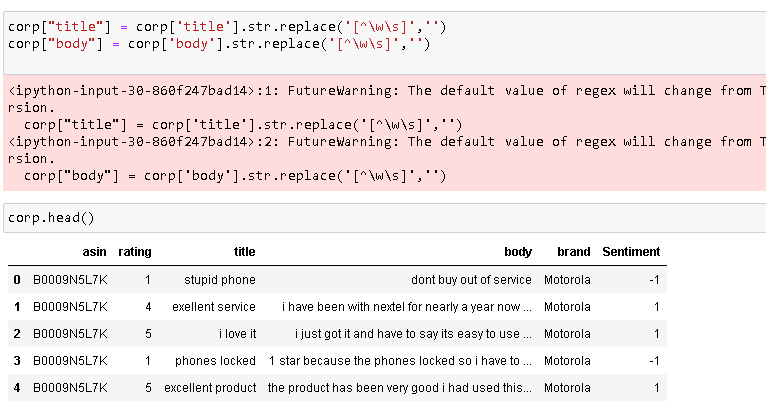 corp["title"] = corp['title'].str.replace('[^\w\s]','')
corp["body"] = corp['body'].str.replace('[^\w\s]','')
<ipython-input-30-860f247bad14>:1: FutureWarning: The default value of regex will change from T
rsion.
corp["title"] = corp['title'].str.replace('[^\w\s]','')
<ipython-input-30-860f247bad14>:2: FutureWarning: The default value of regex will change from T
rsion.
corp["body"] = corp['body'].str.replace('[^\w\s]','')
corp.head()
asin rating title body brand Sentiment
0 B0009N5L7K 1 stupid phone dont buy out of service Motorola -1
1 B0009N5L7K 4 exellent service i have been with nextel for nearly a year now ... Motorola 1
2 B0009N5L7K 5 i love it i just got it and have to say its easy to use ... Motorola 1
3 B0009N5L7K 1 phones locked 1 star because the phones locked so i have to ... Motorola -1
4 B0009N5L7K 5 excellent product the product has been very good i had used this... Motorola 1